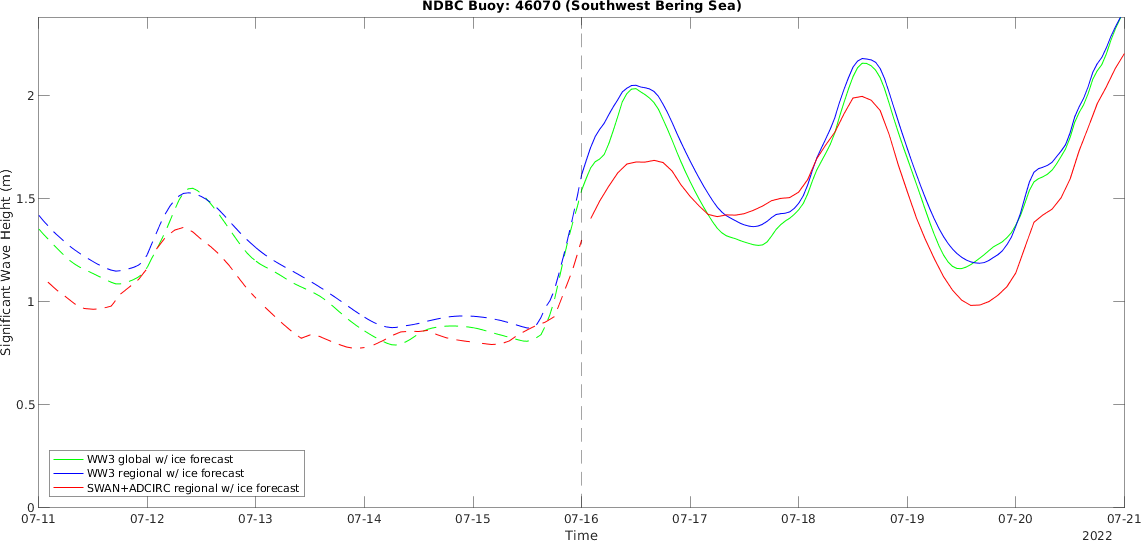 NDBC Buoy: 46070 (Southwest Bering Sea)
Significant Wave Height (m)
2
1.5
1
0.5
0
WW3 global w/ ice forecast
WW3 regional w/ ice forecast
SWAN+ADCIRC regional w/ ice forecast
07-11 07-12 07-13 07-14 07-15 07-16 07-17 07-18 07-19 07-20 07-21
Time
2022